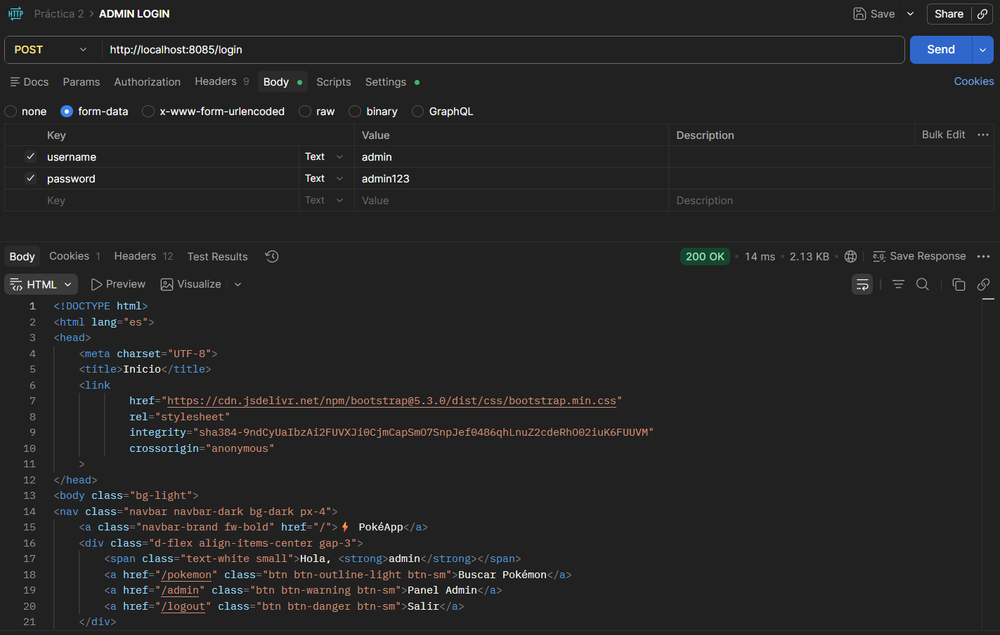 HTTP Práctica 2 > ADMIN LOGIN Save Share
POST http://localhost:8085/login Send
Docs Params Authorization Headers 9 Body Scripts Settings Cookies
none form-data x-www-form-urlencoded raw binary GraphQL
Key Value Description Bulk Edit
username Text admin
password Text admin123
Key Text Value Description
Body Cookies 1 Headers 12 Test Results 200 OK • 14 ms • 2.13 KB • e.g. Save Response
HTML Preview Visualize
1 <!DOCTYPE html>
2 <html lang="es">
3 <head>
4 <meta charset="UTF-8">
5 <title>Inicio</title>
6 <link
7 href="https://cdn.jsdelivr.net/npm/bootstrap@5.3.0/dist/css/bootstrap.min.css"
8 rel="stylesheet"
9 integrity="sha384-9ndCyUaIbzAi2FUVXJi0CjmCapSmO7SnpJef0486qhLnuZ2cdeRhO02iuK6FUUVM"
10 crossorigin="anonymous"
11 >
12 </head>
13 <body class="bg-light">
14 <nav class="navbar navbar-dark bg-dark px-4">
15 <a class="navbar-brand fw-bold" href="/">⚡ PokéApp</a>
16 <div class="d-flex align-items-center gap-3">
17 <span class="text-white small">Hola, <strong>admin</strong></span>
18 <a href="/pokemon" class="btn btn-outline-light btn-sm">Buscar Pokémon</a>
19 <a href="/admin" class="btn btn-warning btn-sm">Panel Admin</a>
20 <a href="/logout" class="btn btn-danger btn-sm">Salir</a>
21 </div>